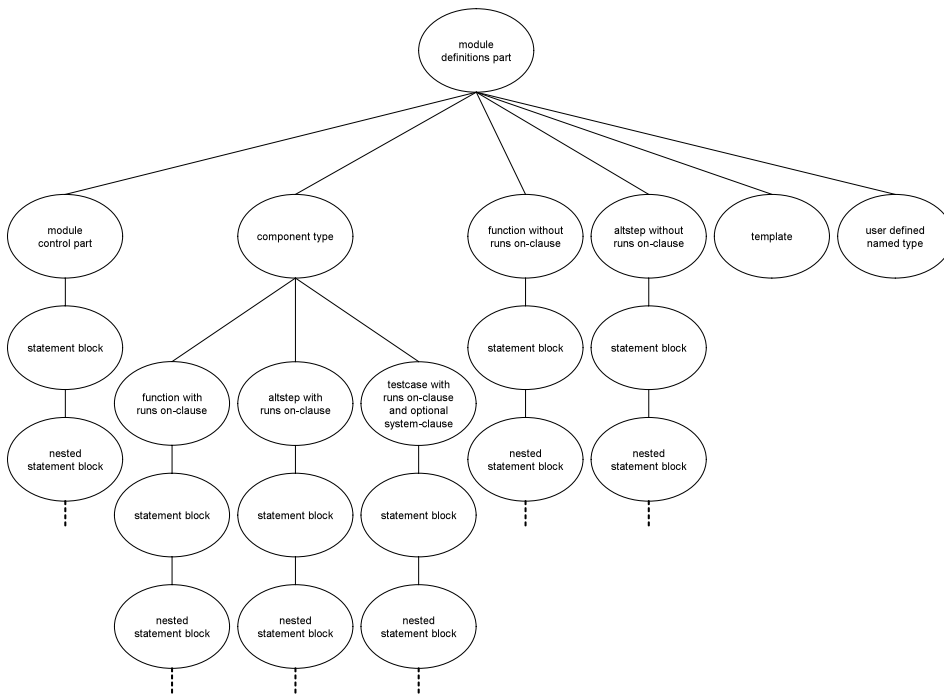 module
definitions part
module
control part
component type
function without
runs on-clause
altstep without
runs on-clause
template
user defined
named type
statement block
statement block
statement block
function with
runs on-clause
altstep with
runs on-clause
testcase with
runs on-clause
and optional
system-clause
nested
statement block
nested
statement block
nested
statement block
statement block
statement block
statement block
nested
statement block
nested
statement block
nested
statement block